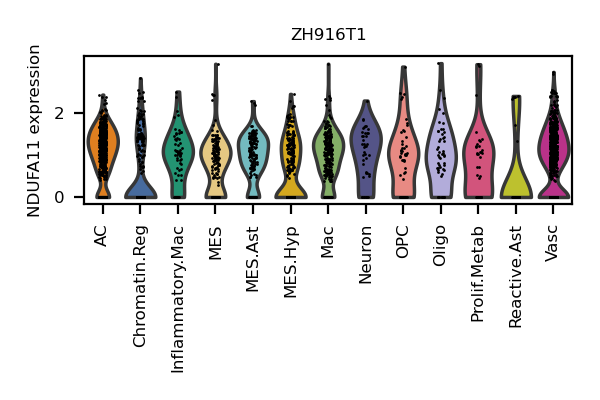 ZH916T1
NDUFA11 expression
2
0
AC
Chromatin.Reg
Inflammatory.Mac
MES
MES.Ast
MES.Hyp
Mac
Neuron
OPC
Oligo
Prolif.Metab
Reactive.Ast
Vasc